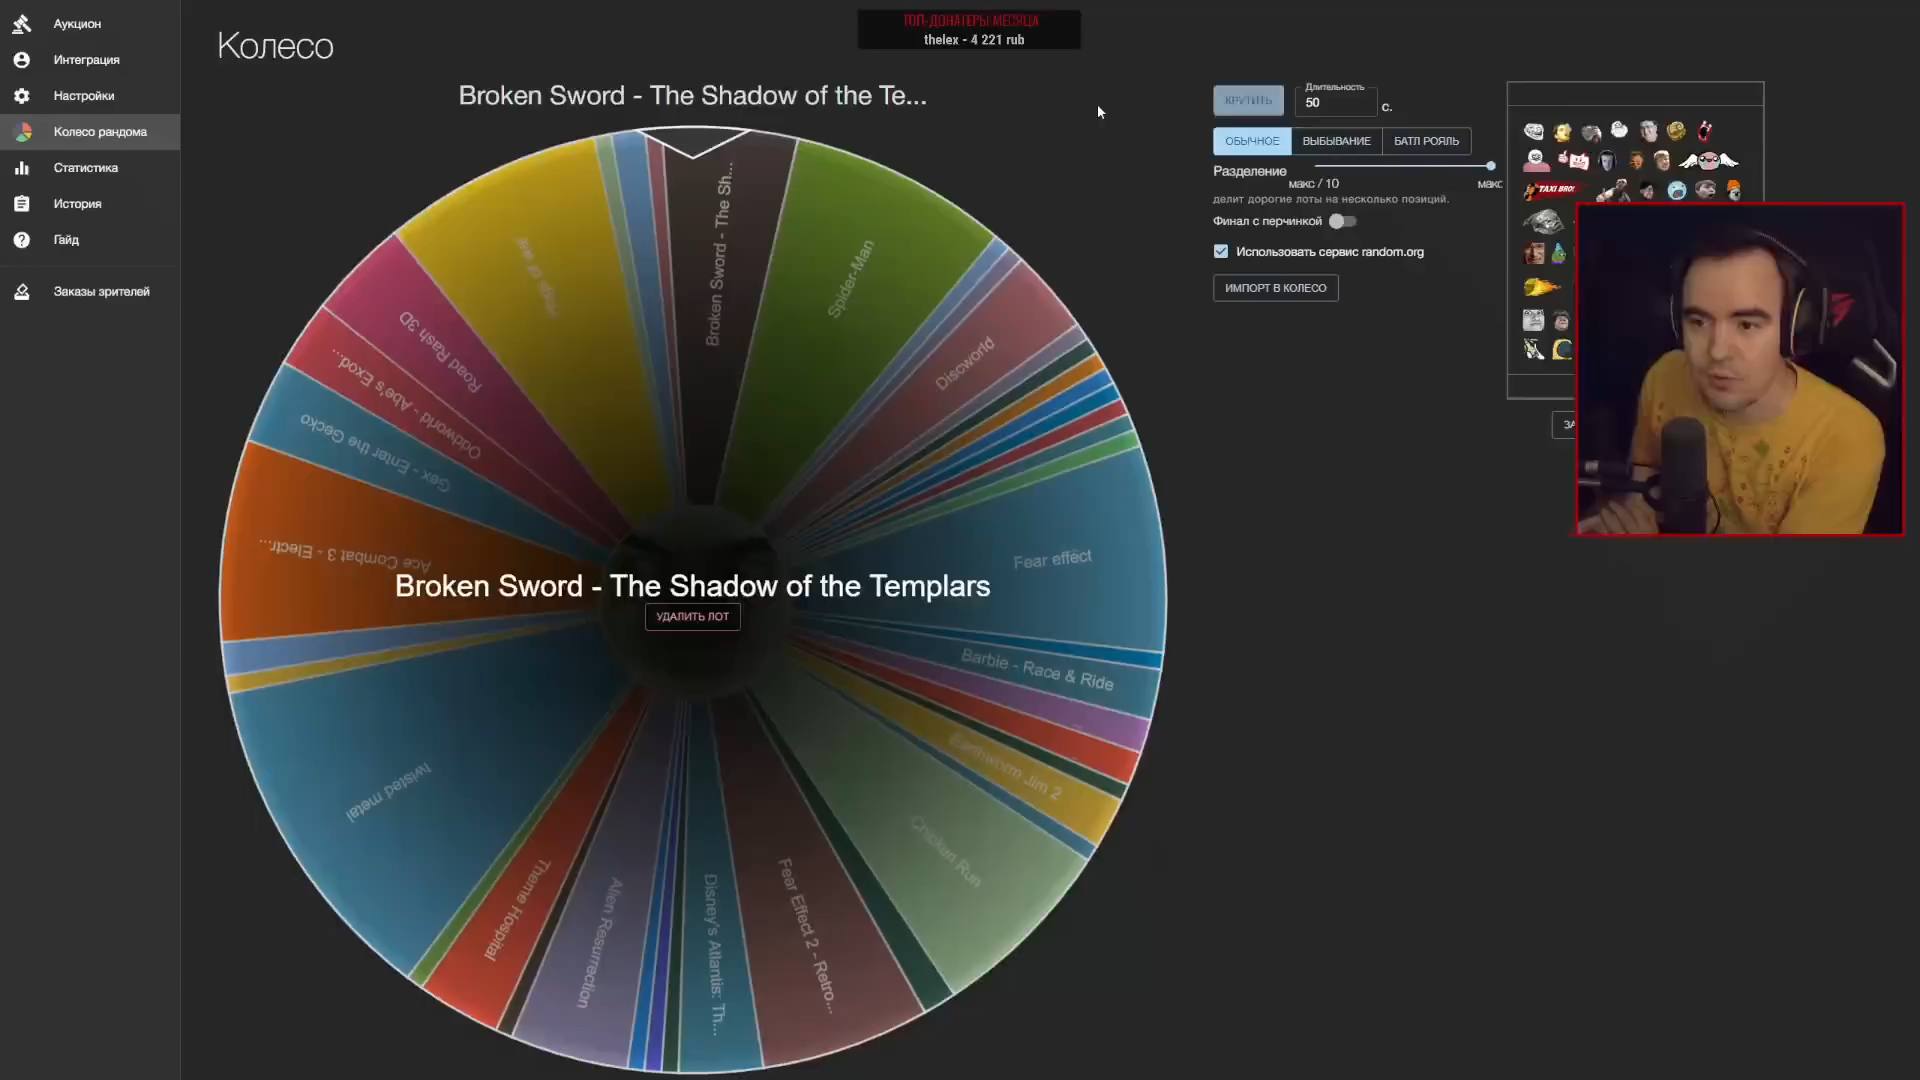 Аукцион
Интеграция
Настройки
Колесо рандома
Статистика
История
Гайд
Заказы зрителей
Колесо
ТОП-ДОНАТЕРЫ МЕСЯЦА
thelex - 4 221 rub
Broken Sword - The Shadow of the Te...
КРУТИТЬ
Длительность
50
с.
ОБЫЧНОЕ
ВЫБЫВАНИЕ
БАТЛ РОЯЛЬ
Разделение
макс / 10
макс
делит дорогие лоты на несколько позиций.
Финал с перчинкой
Использовать сервис random.org
ИМПОРТ В КОЛЕСО
TAXI BRO!
ЗА
Broken Sword - The Sh...
Spider-Man
Discworld
Fear effect
Barbie - Race & Ride
Earthworm Jim 2
Chicken Run
Fear Effect 2 - Retro...
Disney's Atlantis: Th...
Alien Resurrection
Theme Hospital
twisted metal
Ace Combat 3 - Electr...
Gex - Enter the Gecko
Oddworld - Abe's Exod...
Road Rash 3D
Broken Sword - The Shadow of the Templars
УДАЛИТЬ ЛОТ